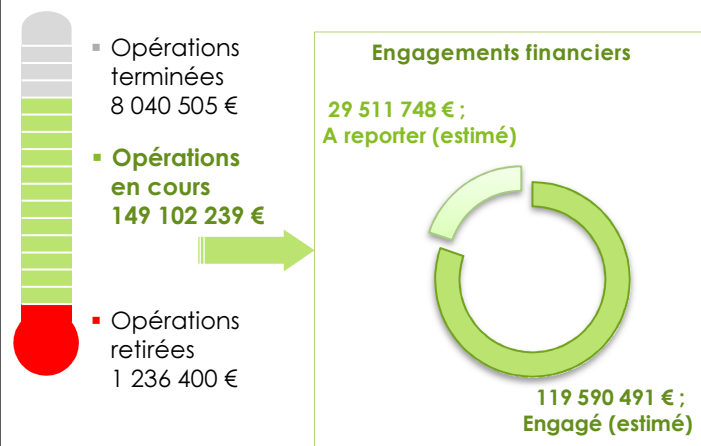 ▪ Opérations
terminées
8 040 505 €
▪ Opérations
en cours
149 102 239 €
▪ Opérations
retirées
1 236 400 €
Engagements financiers
29 511 748 € ;
A reporter (estimé)
119 590 491 € ;
Engagé (estimé)